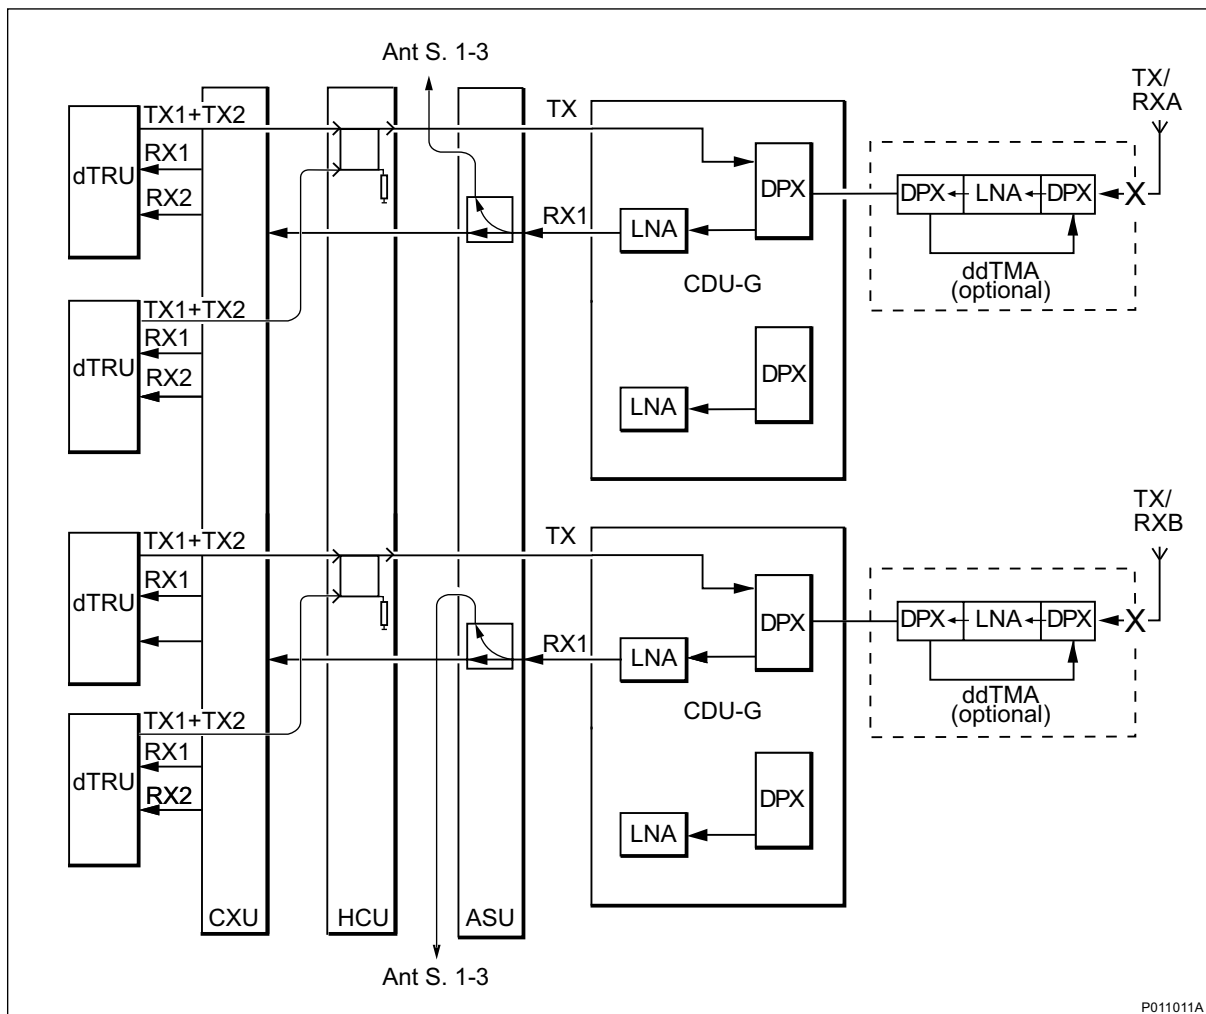 Ant S. 1-3
TX/
RXA
TX1+TX2
TX
RX1
dTRU
DPX
DPX
LNA
DPX
X
RX2
RX1
LNA
ddTMA
(optional)
CDU-G
TX1+TX2
RX1
dTRU
RX2
DPX
LNA
TX/
RXB
TX1+TX2
TX
RX1
dTRU
DPX
DPX
LNA
DPX
X
RX1
LNA
ddTMA
(optional)
CDU-G
TX1+TX2
RX1
dTRU
RX2
DPX
LNA
CXU
HCU
ASU
Ant S. 1-3
P011011A